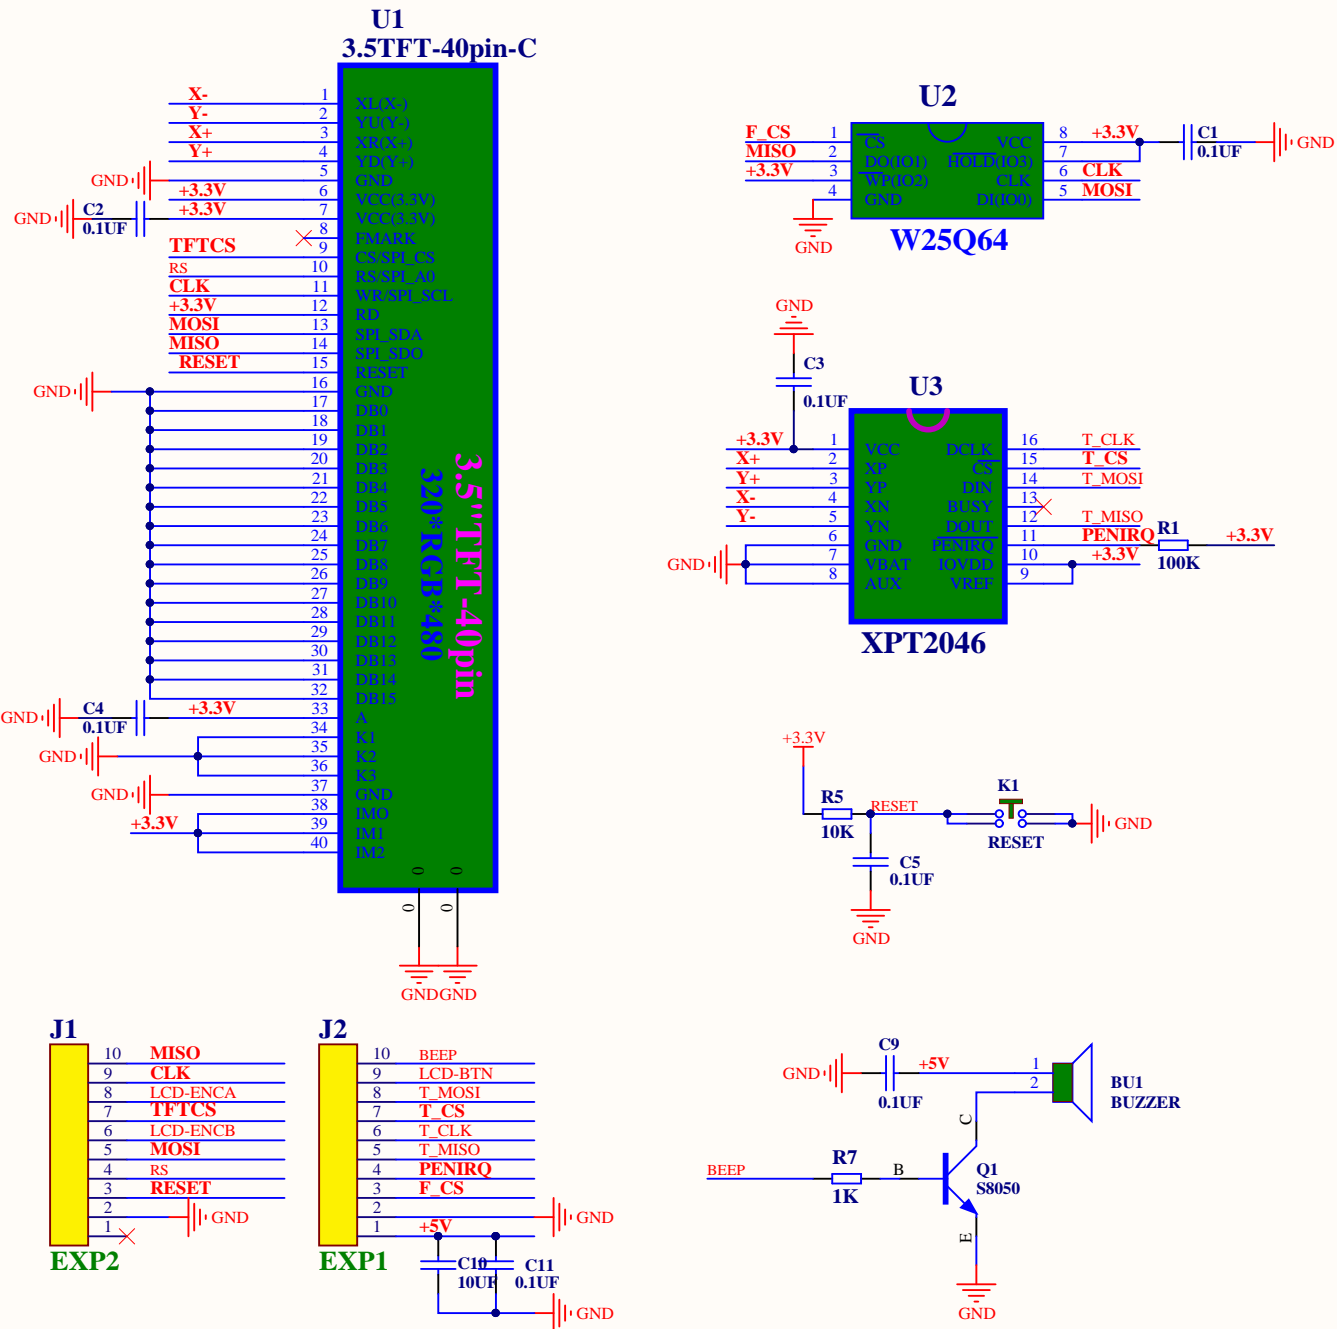 U1
3.5TFT-40pin-C
X- 1 XL(X-)
Y- 2 YU(Y-)
X+ 3 XR(X+)
Y+ 4 YD(Y+)
GND 5 GND
+3.3V 6 VCC(3.3V)
GND C2 0.1UF +3.3V 7 VCC(3.3V)
8 FMARK
TFTCS 9 CS/SPI_CS
RS 10 RS/SPI_A0
CLK 11 WR/SPI_SCL
+3.3V 12 RD
MOSI 13 SPI_SDA
MISO 14 SPI_SDO
RESET 15 RESET
GND 16 GND
17 DB0
18 DB1
19 DB2
20 DB3
21 DB4
22 DB5
23 DB6
24 DB7
25 DB8
26 DB9
27 DB10
28 DB11
29 DB12
30 DB13
31 DB14
32 DB15
GND C4 0.1UF +3.3V 33 A
34 K1
GND 35 K2
36 K3
GND 37 GND
38 IMO
+3.3V 39 IM1
40 IM2
3.5"TFT-40pin
320*RGB*480
0 0
0 0
GND GND
U2
F_CS 1 CS VCC 8 +3.3V C1 0.1UF GND
MISO 2 DO(IO1) HOLD(IO3) 7
+3.3V 3 WP(IO2) CLK 6 CLK
4 GND DI(IO0) 5 MOSI
GND
W25Q64
GND
C3
0.1UF
U3
+3.3V 1 VCC DCLK 16 T_CLK
X+ 2 XP CS 15 T_CS
Y+ 3 YP DIN 14 T_MOSI
X- 4 XN BUSY 13
Y- 5 YN DOUT 12 T_MISO
6 GND PENIRQ 11 PENIRQ R1 100K +3.3V
GND 7 VBAT IOVDD 10 +3.3V
8 AUX VREF 9
XPT2046
+3.3V
R5
10K
RESET
K1
RESET
GND
C5
0.1UF
GND
J1
10 MISO
9 CLK
8 LCD-ENCA
7 TFTCS
6 LCD-ENCB
5 MOSI
4 RS
3 RESET
2 GND
1
EXP2
J2
10 BEEP
9 LCD-BTN
8 T_MOSI
7 T_CS
6 T_CLK
5 T_MISO
4 PENIRQ
3 F_CS
2 GND
1 +5V
EXP1
C10
10UF
C11
0.1UF
GND
GND C9 0.1UF +5V 1
2
BU1
BUZZER
BEEP R7 1K B C E
Q1
S8050
GND